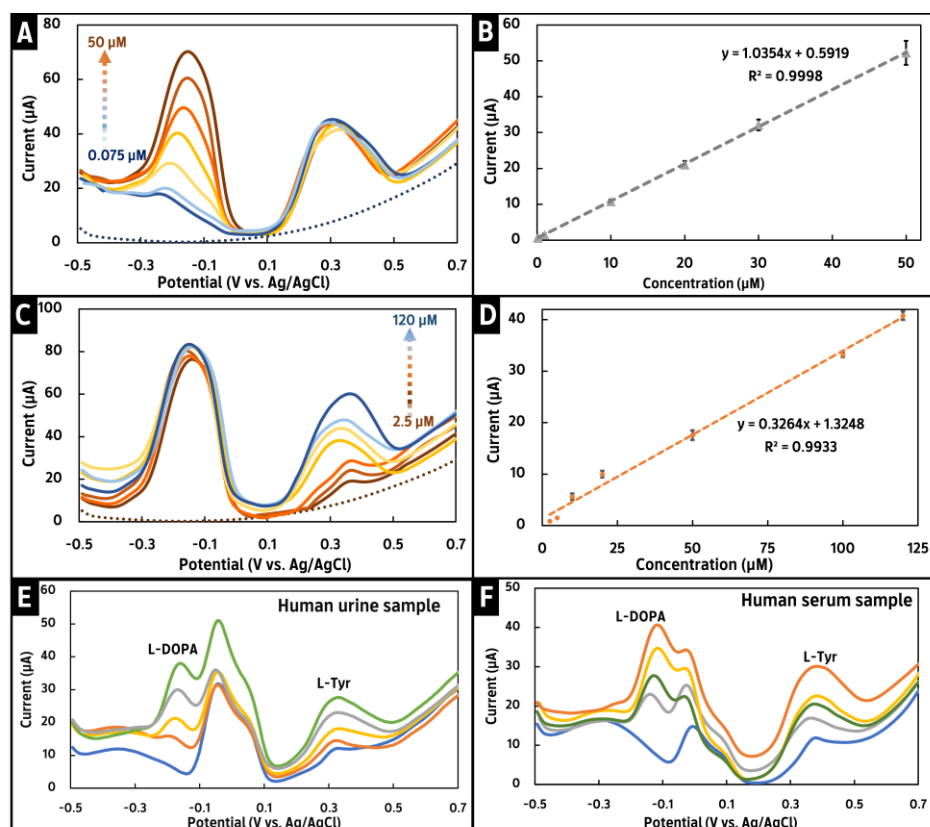 A
80
60
40
20
0
Current (µA)
50 µM
0.075 µM
-0.5 -0.3 -0.1 0.1 0.3 0.5 0.7
Potential (V vs. Ag/AgCl)
B
60
50
40
30
20
10
0
Current (µA)
y = 1.0354x + 0.5919
R² = 0.9998
0 10 20 30 40 50
Concentration (µM)
C
100
80
60
40
20
0
Current (µA)
120 µM
2.5 µM
-0.5 -0.3 -0.1 0.1 0.3 0.5 0.7
Potential (V vs. Ag/AgCl)
D
40
30
20
10
0
Current (µA)
y = 0.3264x + 1.3248
R² = 0.9933
0 25 50 75 100 125
Concentration (µM)
E
60
50
40
30
20
10
0
Current (µA)
Human urine sample
L-DOPA
L-Tyr
-0.5 -0.3 -0.1 0.1 0.3 0.5 0.7
Potential (V vs. Ag/AgCl)
F
50
40
30
20
10
0
Current (µA)
Human serum sample
L-DOPA
L-Tyr
-0.5 -0.3 -0.1 0.1 0.3 0.5 0.7
Potential (V vs. Ag/AgCl)